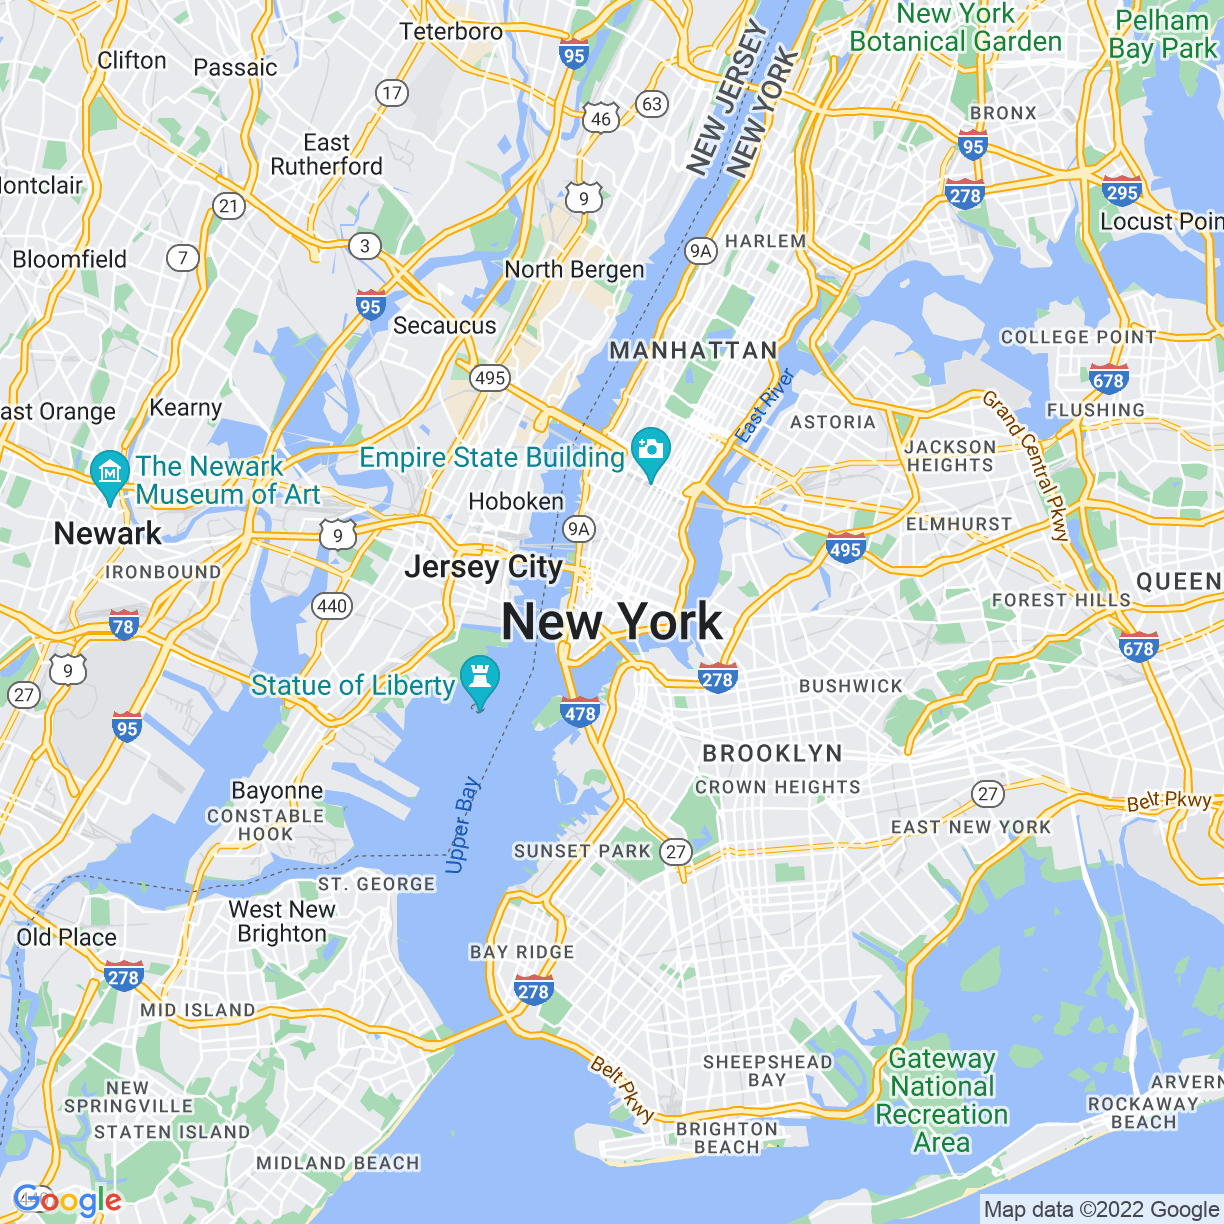 New York
Botanical Garden
Pelham
Bay Park
Teterboro
Clifton
Passaic
95
17
46
63
NEW JERSEY
NEW YORK
BRONX
95
East
Rutherford
278
295
Montclair
21
9
Locust Poin
3
9A
HARLEM
7
Bloomfield
North Bergen
95
Secaucus
COLLEGE POINT
MANHATTAN
495
678
East River
Grand Central Pkwy
FLUSHING
ast Orange
Kearny
ASTORIA
JACKSON
HEIGHTS
Empire State Building
The Newark
Museum of Art
Hoboken
Newark
9
9A
ELMHURST
495
IRONBOUND
Jersey City
QUEEN
440
FOREST HILLS
78
New York
678
9
27
Statue of Liberty
278
BUSHWICK
478
95
BROOKLYN
CROWN HEIGHTS
Bayonne
CONSTABLE
HOOK
27
Belt Pkwy
Upper Bay
EAST NEW YORK
SUNSET PARK
27
ST. GEORGE
West New
Brighton
Old Place
BAY RIDGE
278
278
MID ISLAND
SHEEPSHEAD
BAY
Gateway
National
Recreation
Area
Belt Pkwy
NEW
SPRINGVILLE
ARVERN
ROCKAWAY
BEACH
STATEN ISLAND
BRIGHTON
BEACH
MIDLAND BEACH
440
Google
Map data ©2022 Google